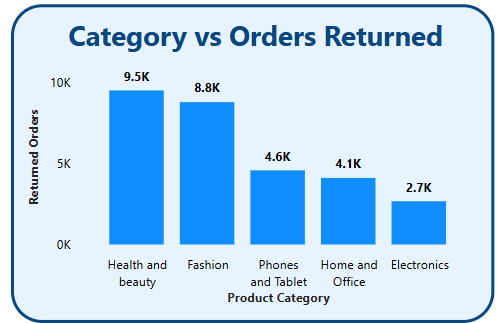 Category vs Orders Returned
10K
5K
0K
Returned Orders
9.5K
8.8K
4.6K
4.1K
2.7K
Health and
beauty
Fashion
Phones
and Tablet
Home and
Office
Electronics
Product Category